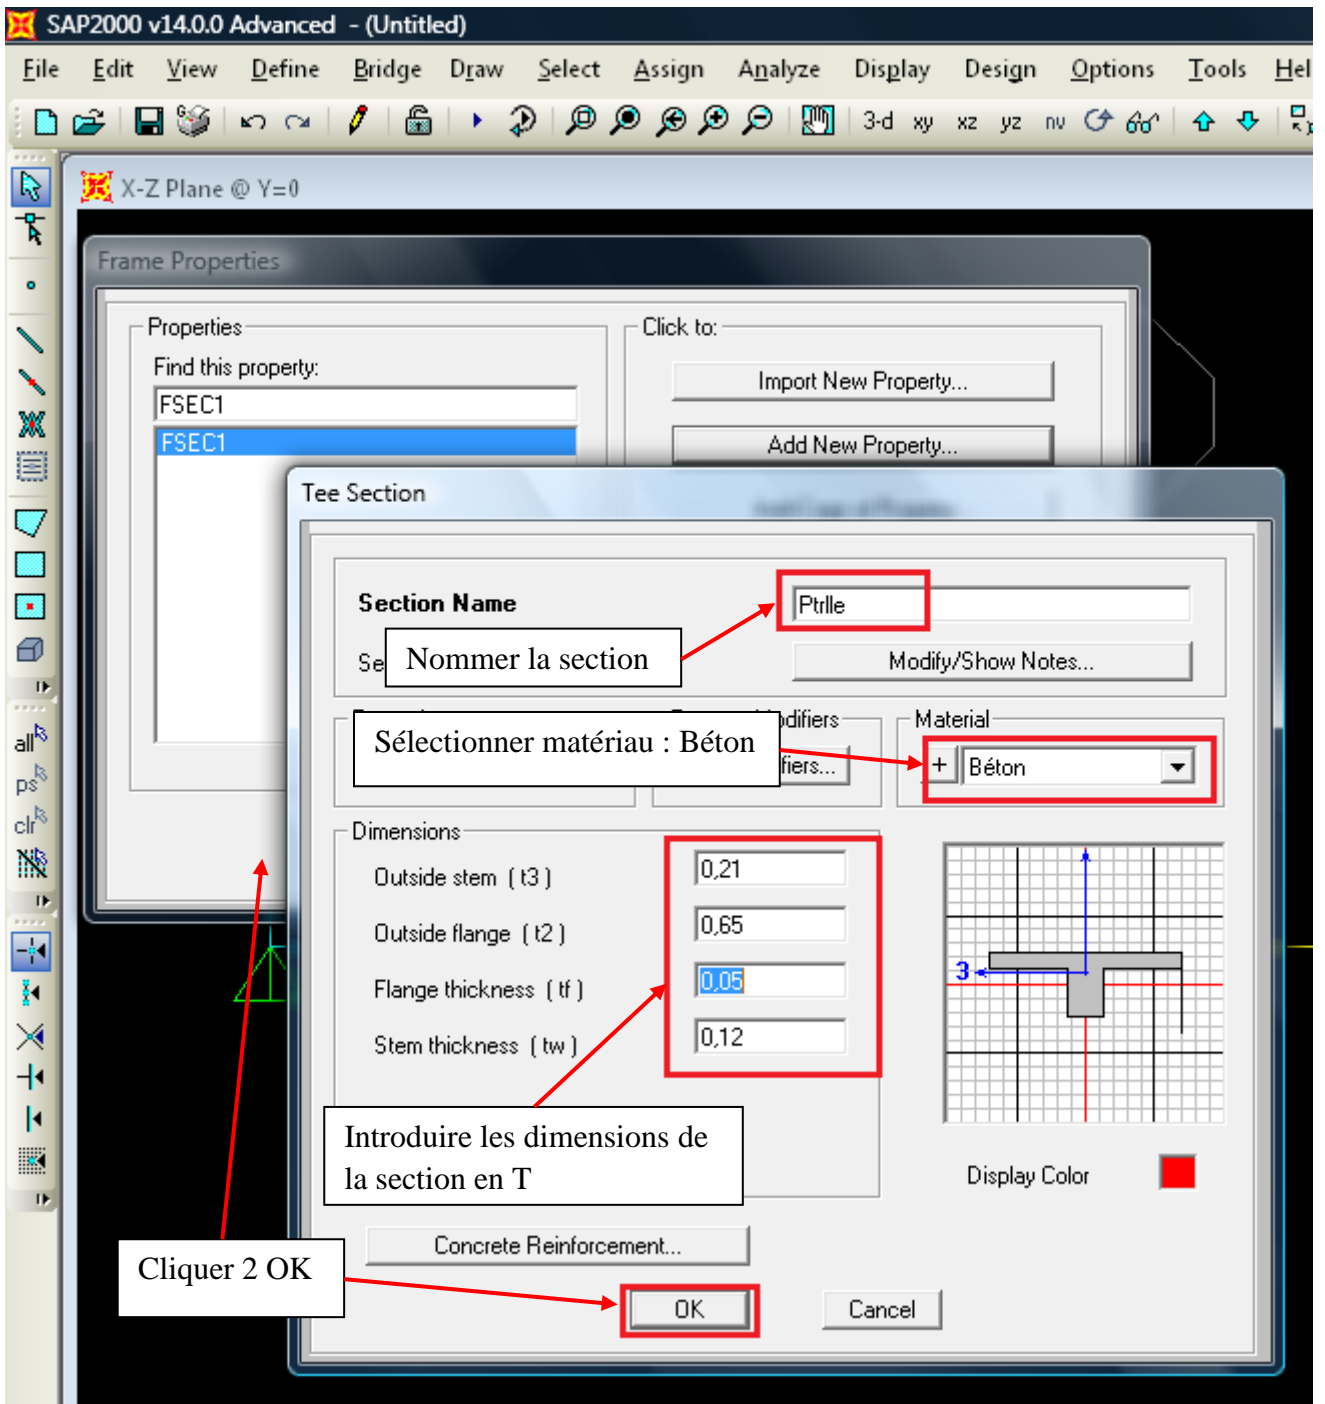 SAP2000 v14.0.0 Advanced - (Untitled)
File Edit View Define Bridge Draw Select Assign Analyze Display Design Options Tools Hel
3-d xy xz yz nv
X-Z Plane @ Y=0
Frame Properties
Properties
Find this property:
FSEC1
FSEC1
Click to:
Import New Property...
Add New Property...
all
ps
clr
Tee Section
Section Name
Ptrlle
Se
Nommer la section
Modify/Show Notes...
difiers
Sélectionner matériau : Béton
fiers...
Material
+ Béton
Dimensions
Outside stem ( t3 )
0,21
Outside flange ( t2 )
0,65
Flange thickness ( tf )
0,05
Stem thickness ( tw )
0,12
3
Introduire les dimensions de
la section en T
Display Color
Concrete Reinforcement...
Cliquer 2 OK
OK
Cancel